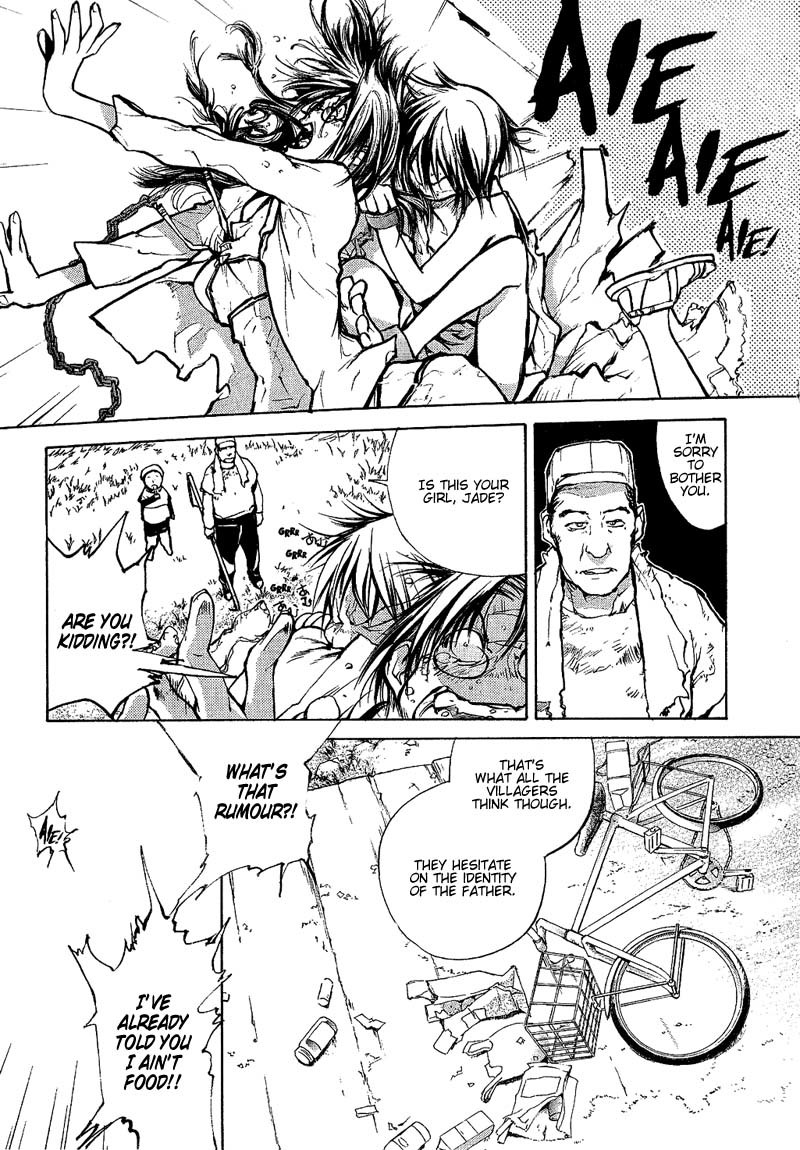 AIE
AIE
AIE!
I'M
SORRY
TO
BOTHER
YOU.
IS THIS YOUR
GIRL, JADE?
GRRR
GRRR
GRRR
ARE YOU
KIDDING?!
THAT'S
WHAT ALL THE
VILLAGERS
THINK THOUGH.
THEY HESITATE
ON THE IDENTITY
OF THE FATHER.
WHAT'S
THAT
RUMOUR?!
AIE!
I'VE
ALREADY
TOLD YOU
I AIN'T
FOOD!!